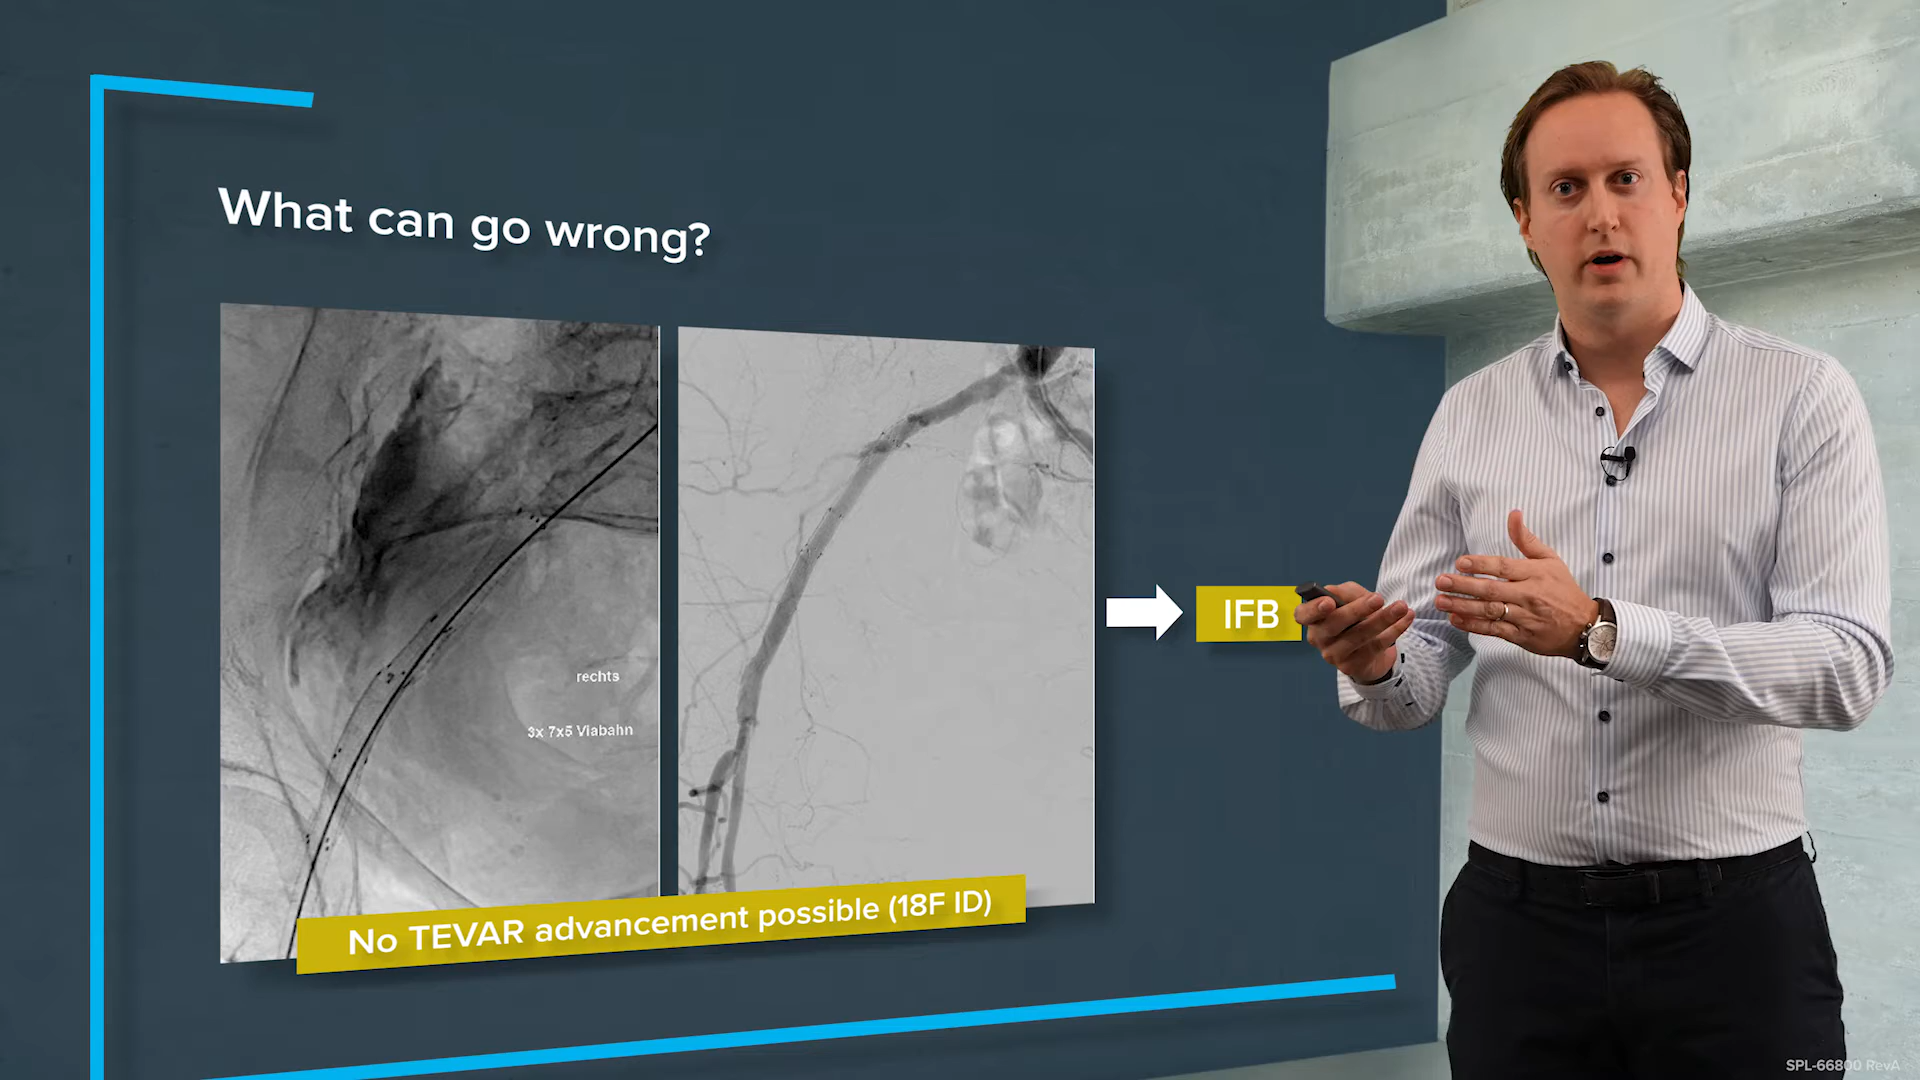 What can go wrong?
rechts
3x 7x5 Viabahn
IFB
No TEVAR advancement possible (18F ID)
SPL-66800 RevA